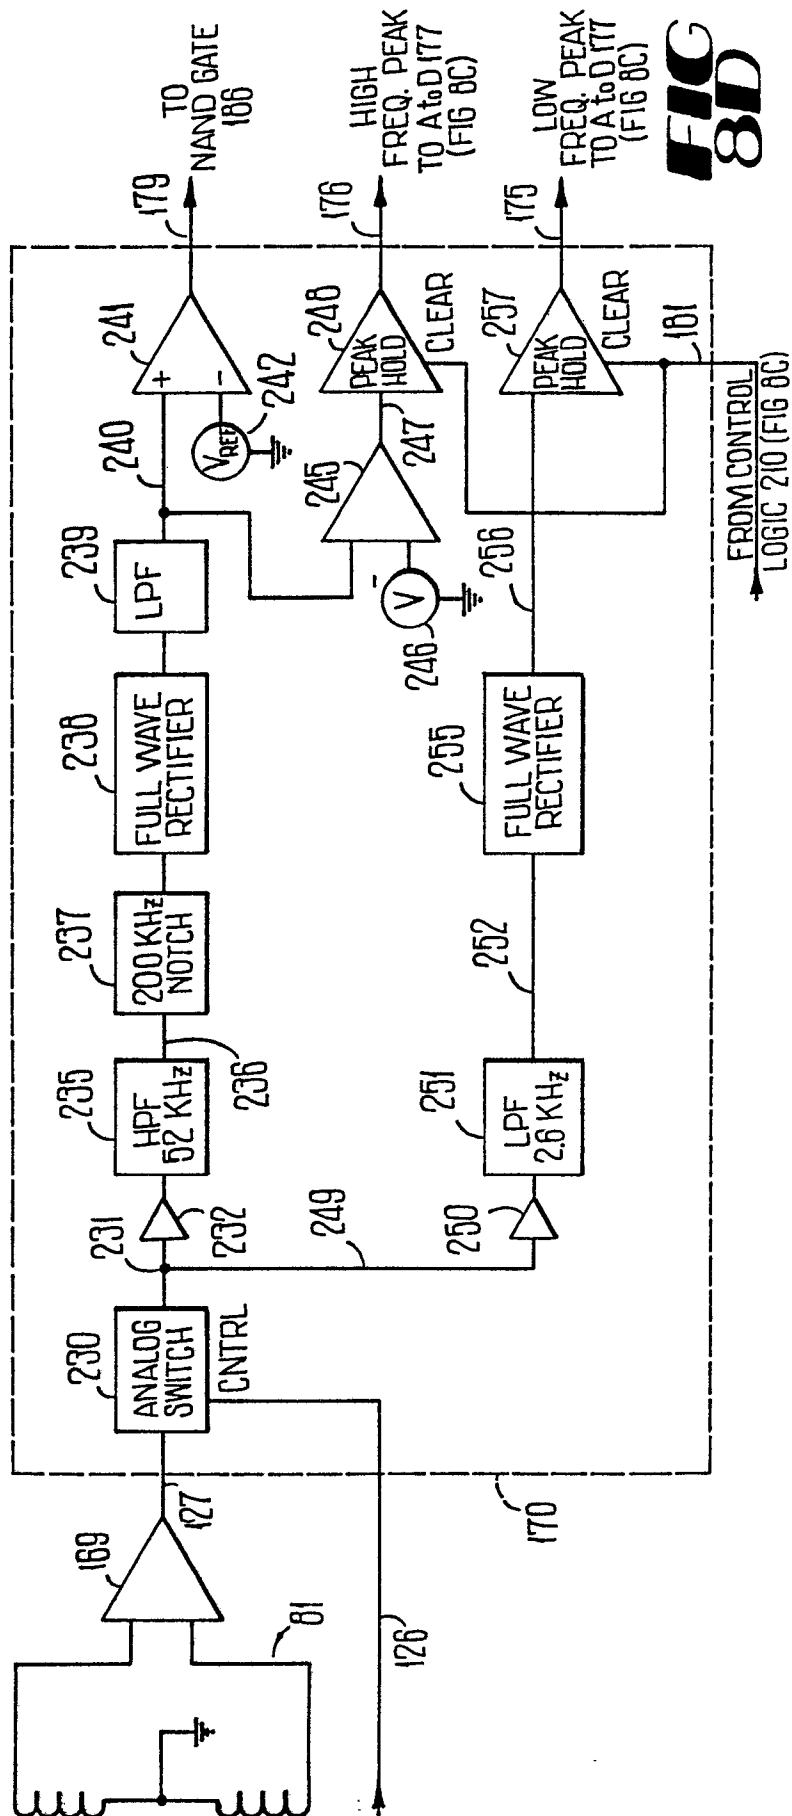 81
169
127
126
170
230
ANALOG
SWITCH
CNTRL
231
232
249
235
HPF
52 KHz
236
237
200 KHz
NOTCH
238
FULL WAVE
RECTIFIER
239
LPF
240
+
-
241
VREF
242
179
TO
NAND GATE
186
-
V
246
245
247
PEAK
HOLD
248
CLEAR
176
HIGH
FREQ. PEAK
TO A to D 177
(FIG 8C)
250
251
LPF
2.6 KHz
252
255
FULL WAVE
RECTIFIER
256
PEAK
HOLD
257
CLEAR
175
LOW
FREQ. PEAK
TO A to D 177
(FIG 8C)
181
FROM CONTROL
LOGIC 210 (FIG 8C)
FIG
8D